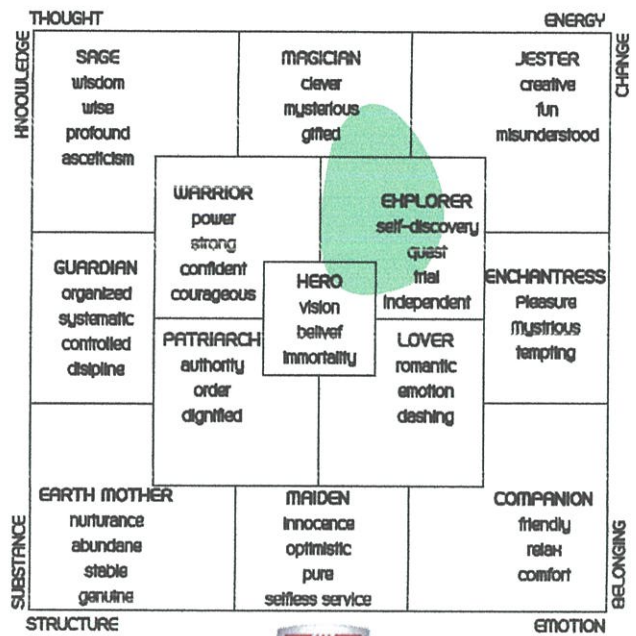 THOUGHT
ENERGY
KNOOWLEDGE
CHANGE
SAGE
wisdom
wise
profound
asceticism
MAGICIAN
clever
mysterious
gifted
JESTER
creative
fun
misunderstood
WARRIOR
power
strong
confident
courageous
EXPLORER
self-discovery
quest
trial
independent
GUARDIAN
organized
systematic
controlled
disipline
HERO
vision
belivef
immortality
ENCHANTRESS
Pleasure
Mystrious
tempting
PATRIARCH
authority
order
dignified
LOVER
romantic
emotion
dashing
EARTH MOTHER
nurturance
abundane
stable
genuine
MAIDEN
innocence
optimistic
pure
selfless service
COMPANION
friendly
relax
comfort
SUBSTANCE
BELONGING
STRUCTURE
EMOTION